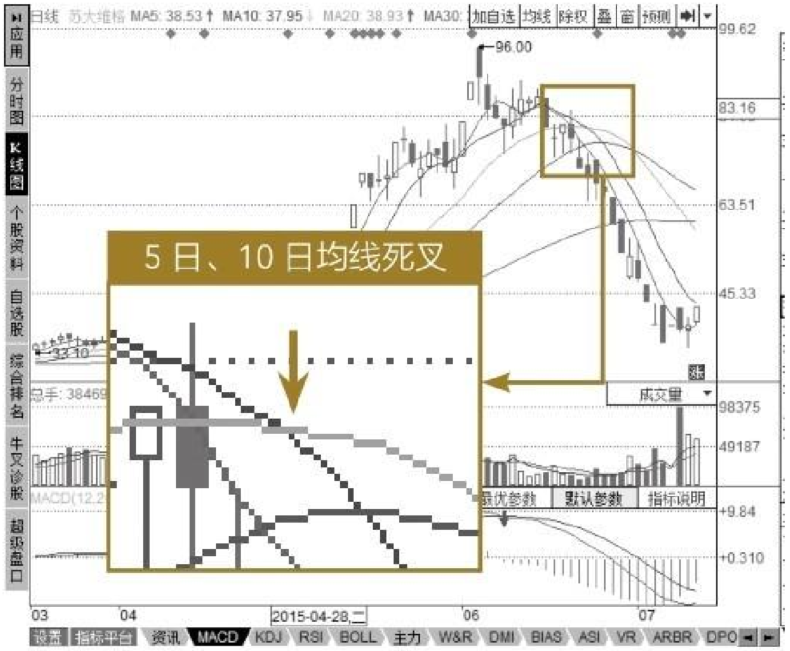 日线 苏大维格 MA5: 38.53↑ MA10: 37.95↓ MA20: 38.93↑ MA30: 加自选 均线 除权 叠 窗 预测
应用
分时图
K线图
个股资料
自选股
综合排名
牛叉诊股
超级盘口
99.62
96.00
83.16
63.51
45.33
5 日、10 日均线死叉
33.10
总手: 38469
成交量
98375
49187
MACD(12,2
最优参数 默认参数 指标说明
+9.84
+0.310
03 04 2015-04-28,二 06 07
设置 指标平台 资讯 MACD KDJ RSI BOLL 主力 W&R DMI BIAS ASI VR ARBR DPO